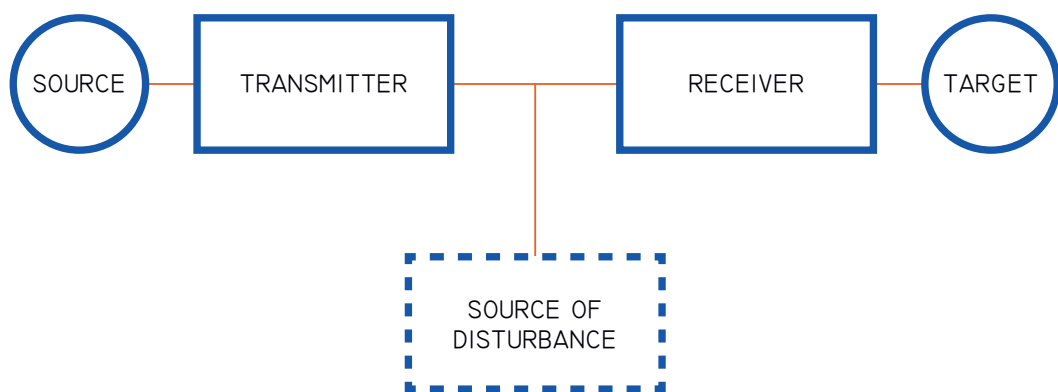 SOURCE
TRANSMITTER
RECEIVER
TARGET
SOURCE OF
DISTURBANCE